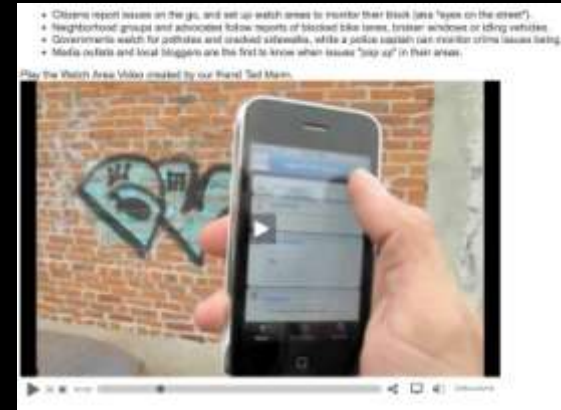 Citizens report issues on the go, and set up watch areas to monitor their block (aka "eyes on the street").
Neighborhood groups and advocates follow reports of blocked bike lanes, broken windows or idling vehicles.
Governments watch for potholes and cracked sidewalks, while a police captain can monitor crime issues being
Media outlets and local bloggers are the first to know when issues "pop up" in their areas.
Play the Watch Area Video created by our friend Ted Mann.